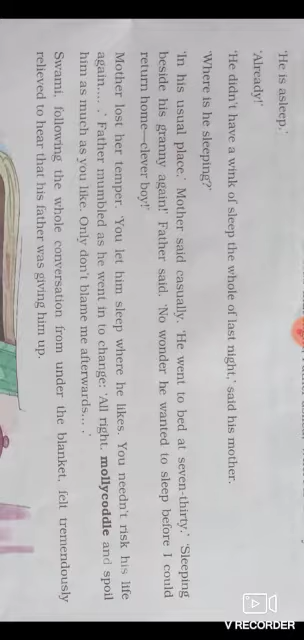 'He is asleep.'
'Already!'
'He didn't have a wink of sleep the whole of last night,' said his mother.
'Where is he sleeping?'
'In his usual place.' Mother said casually. 'He went to bed at seven-thirty.' 'Sleeping
beside his granny again!' Father said. 'No wonder he wanted to sleep before I could
return home—clever boy!'
Mother lost her temper. 'You let him sleep where he likes. You needn't risk his life
again.... .' Father mumbled as he went in to change: 'All right, mollycoddle and spoil
him as much as you like. Only don't blame me afterwards.... .'
Swami, following the whole conversation from under the blanket, felt tremendously
relieved to hear that his father was giving him up.
V RECORDER